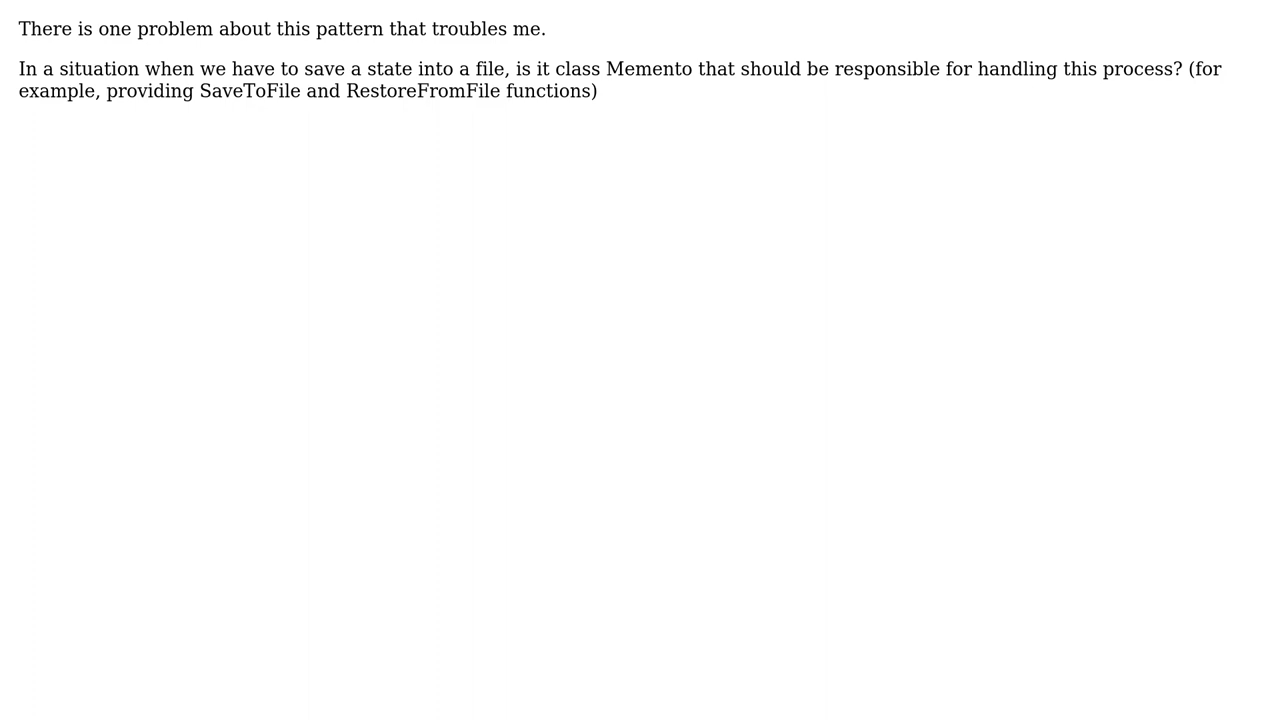 There is one problem about this pattern that troubles me.
In a situation when we have to save a state into a file, is it class Memento that should be responsible for handling this process? (for
example, providing SaveToFile and RestoreFromFile functions)